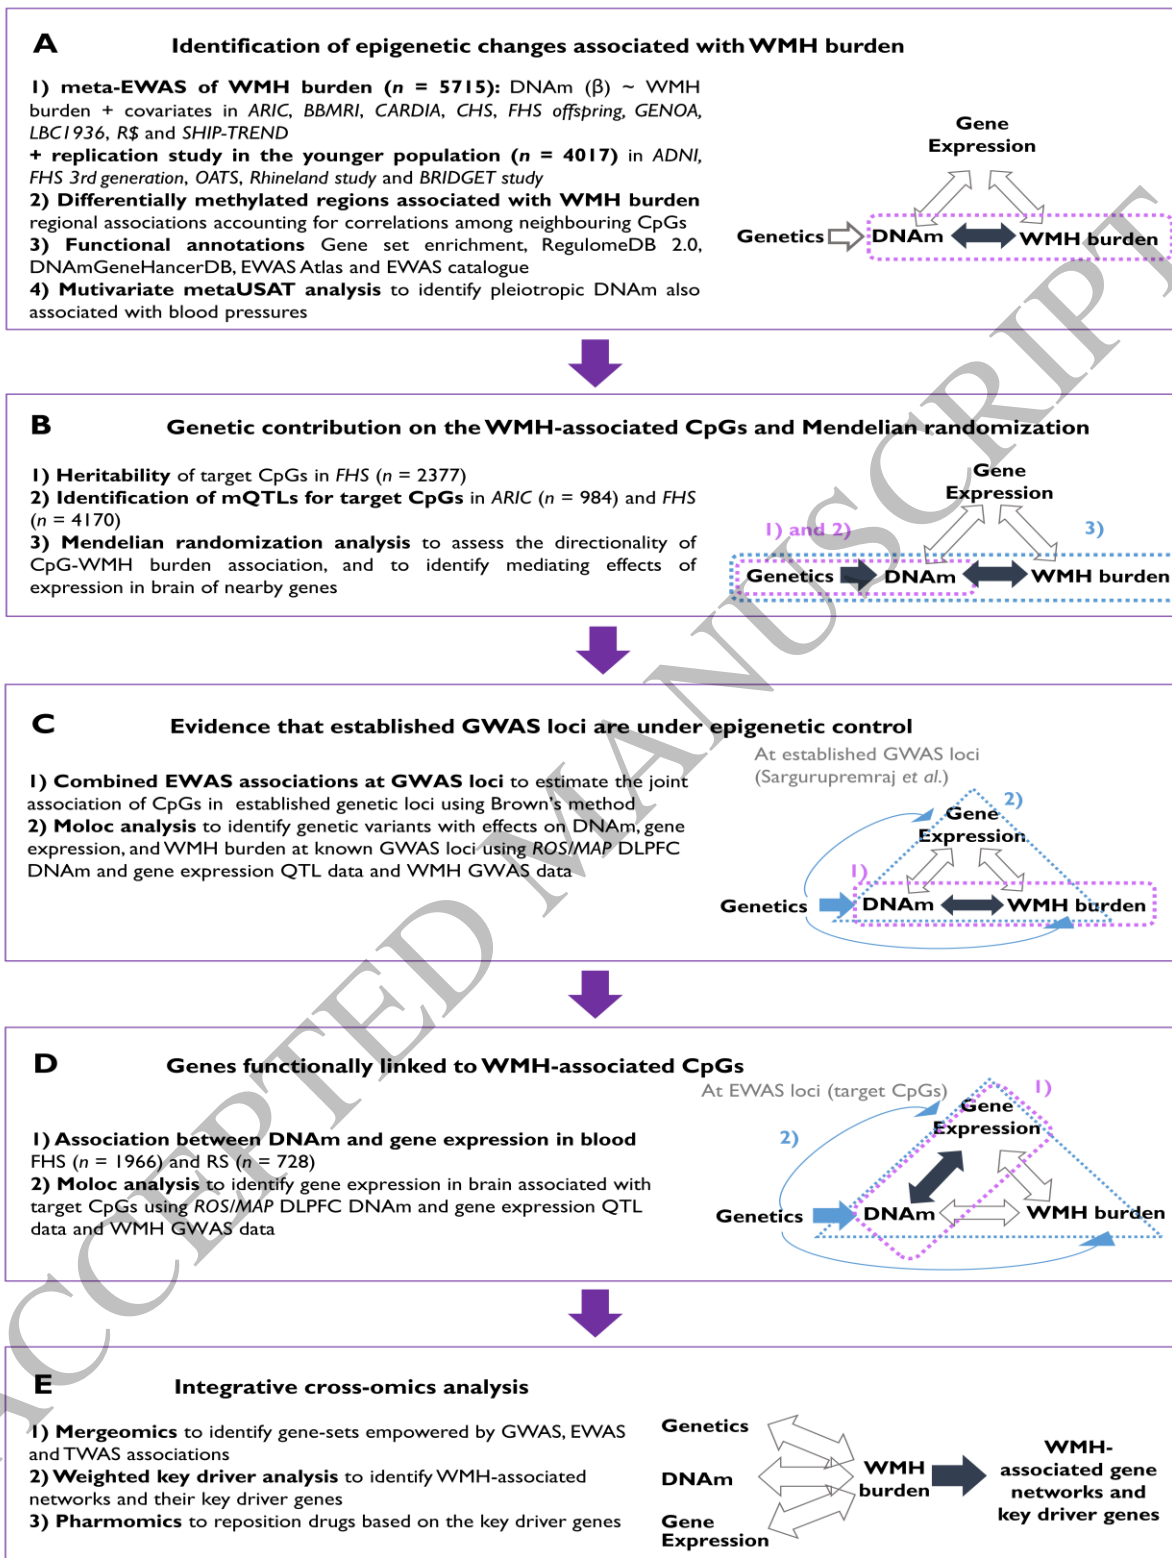 A Identification of epigenetic changes associated with WMH burden
1) meta-EWAS of WMH burden (n = 5715): DNAm (β) ~ WMH
burden + covariates in ARIC, BBMRI, CARDIA, CHS, FHS offspring, GENOA,
LBC1936, R$ and SHIP-TREND
+ replication study in the younger population (n = 4017) in ADNI,
FHS 3rd generation, OATS, Rhineland study and BRIDGET study
2) Differentially methylated regions associated with WMH burden
regional associations accounting for correlations among neighbouring CpGs
3) Functional annotations Gene set enrichment, RegulomeDB 2.0,
DNAmGeneHancerDB, EWAS Atlas and EWAS catalogue
4) Mutivariate metaUSAT analysis to identify pleiotropic DNAm also
associated with blood pressures
Gene
Expression
Genetics DNAm WMH burden
B Genetic contribution on the WMH-associated CpGs and Mendelian randomization
1) Heritability of target CpGs in FHS (n = 2377)
2) Identification of mQTLs for target CpGs in ARIC (n = 984) and FHS
(n = 4170)
3) Mendelian randomization analysis to assess the directionality of
CpG-WMH burden association, and to identify mediating effects of
expression in brain of nearby genes
Gene
Expression
1) and 2) 3)
Genetics DNAm WMH burden
C Evidence that established GWAS loci are under epigenetic control
1) Combined EWAS associations at GWAS loci to estimate the joint
association of CpGs in established genetic loci using Brown's method
2) Moloc analysis to identify genetic variants with effects on DNAm, gene
expression, and WMH burden at known GWAS loci using ROS/MAP DLPFC
DNAm and gene expression QTL data and WMH GWAS data
At established GWAS loci
(Sargurupremraj et al.)
2)
Gene
Expression
1)
Genetics DNAm WMH burden
D Genes functionally linked to WMH-associated CpGs
1) Association between DNAm and gene expression in blood
FHS (n = 1966) and RS (n = 728)
2) Moloc analysis to identify gene expression in brain associated with
target CpGs using ROS/MAP DLPFC DNAm and gene expression QTL
data and WMH GWAS data
At EWAS loci (target CpGs) 1)
Gene
2) Expression
Genetics DNAm WMH burden
E Integrative cross-omics analysis
1) Mergeomics to identify gene-sets empowered by GWAS, EWAS
and TWAS associations
2) Weighted key driver analysis to identify WMH-associated
networks and their key driver genes
3) Pharmomics to reposition drugs based on the key driver genes
Genetics
DNAm
Gene
Expression
WMH
burden
WMH-
associated gene
networks and
key driver genes
ACCEPTED MANUSCRIPT